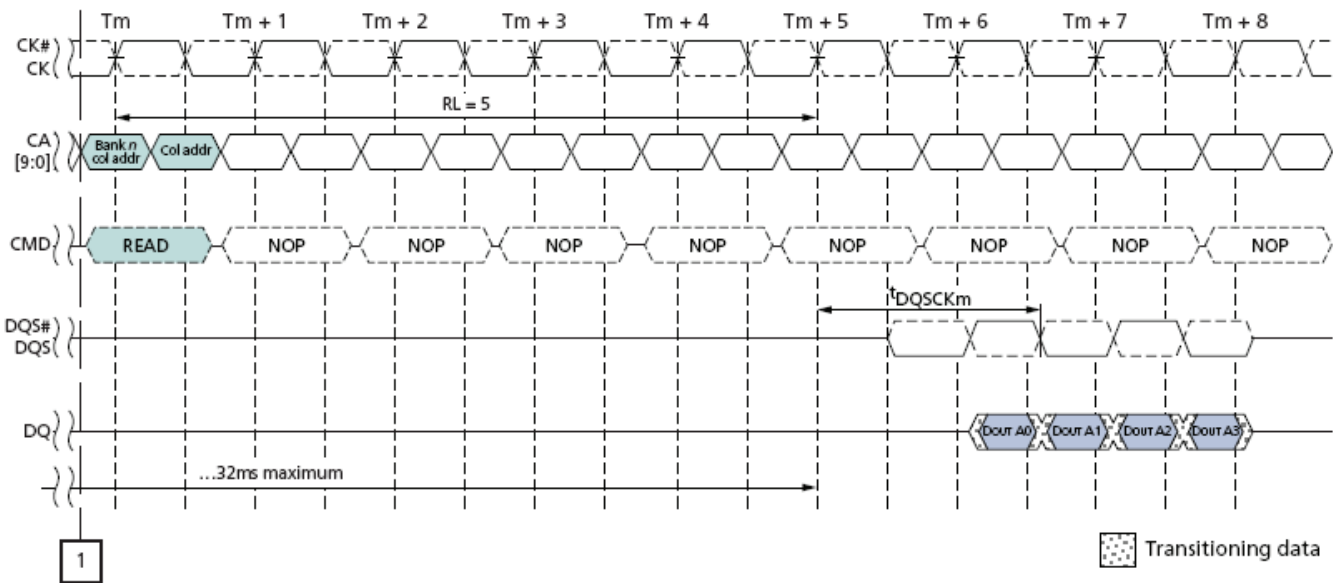 Tm Tm + 1 Tm + 2 Tm + 3 Tm + 4 Tm + 5 Tm + 6 Tm + 7 Tm + 8
CK#
CK
RL = 5
CA
[9:0]
Bank n
col addr
Col addr
CMD READ NOP NOP NOP NOP NOP NOP NOP NOP
tDQSCKm
DQS#
DQS
DQ DOUT A0 DOUT A1 DOUT A2 DOUT A3
...32ms maximum
1
Transitioning data